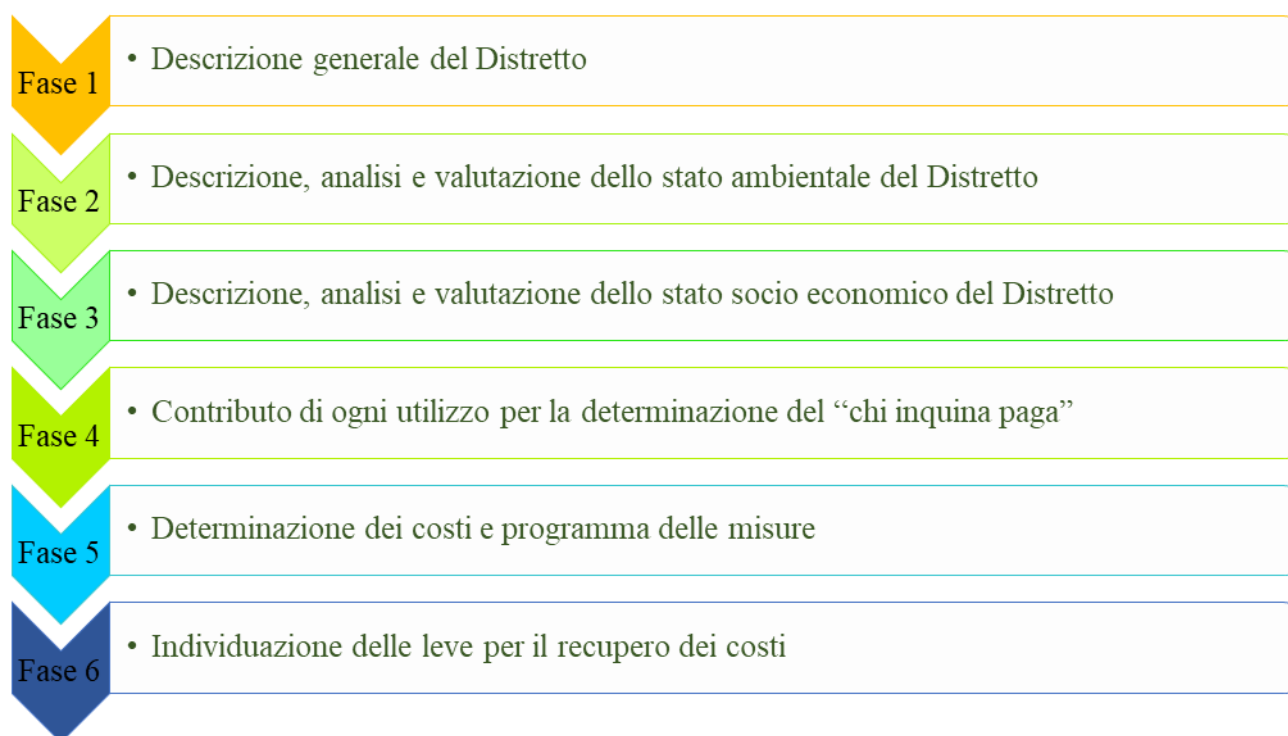 Fase 1
• Descrizione generale del Distretto
Fase 2
• Descrizione, analisi e valutazione dello stato ambientale del Distretto
Fase 3
• Descrizione, analisi e valutazione dello stato socio economico del Distretto
Fase 4
• Contributo di ogni utilizzo per la determinazione del “chi inquina paga”
Fase 5
• Determinazione dei costi e programma delle misure
Fase 6
• Individuazione delle leve per il recupero dei costi